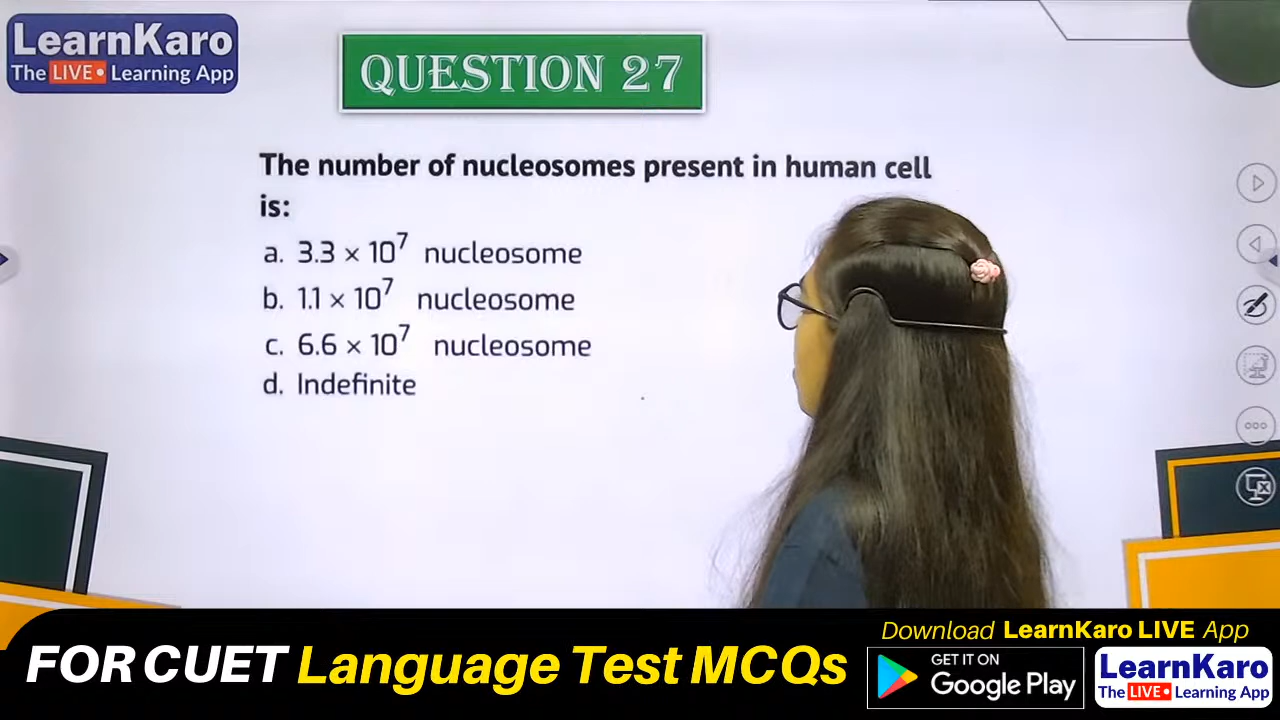 LearnKaro
The LIVE• Learning App
QUESTION 27
The number of nucleosomes present in human cell
is:
a. 3.3 × 10⁷ nucleosome
b. 1.1 × 10⁷ nucleosome
c. 6.6 × 10⁷ nucleosome
d. Indefinite
FOR CUET Language Test MCQs
Download LearnKaro LIVE App
GET IT ON
Google Play
LearnKaro
The LIVE• Learning App